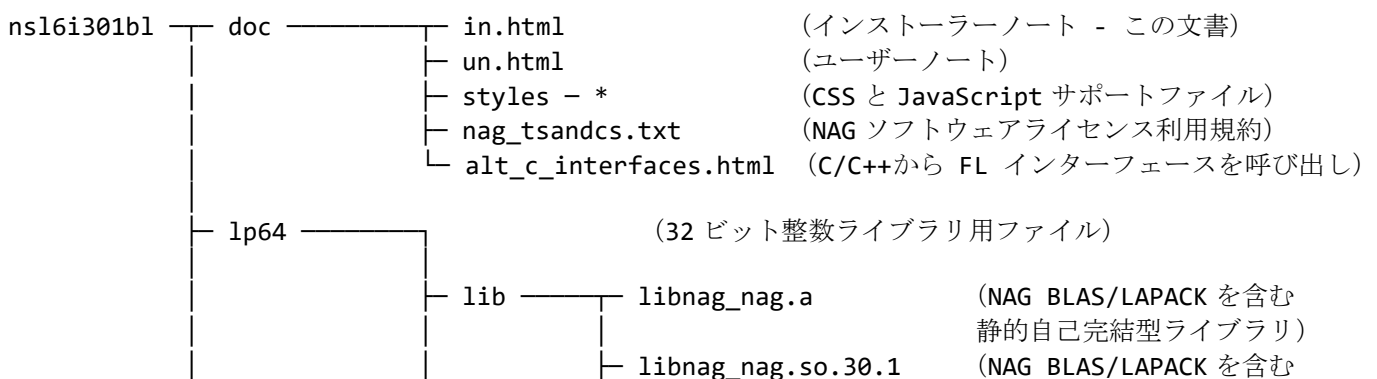 nsl6i301bl ─┬─ doc ─────────┬─ in.html （インストーラーノート - この文書）
├─ un.html （ユーザーノート）
├─ styles ─ * （CSS と JavaScript サポートファイル）
├─ nag_tsandcs.txt （NAG ソフトウェアライセンス利用規約）
└─ alt_c_interfaces.html （C/C++から FL インターフェースを呼び出し）
├─ lp64 ────────┐ （32 ビット整数ライブラリ用ファイル）
├─ lib ─────┬─ libnag_nag.a （NAG BLAS/LAPACK を含む
静的自己完結型ライブラリ）
├─ libnag_nag.so.30.1 （NAG BLAS/LAPACK を含む